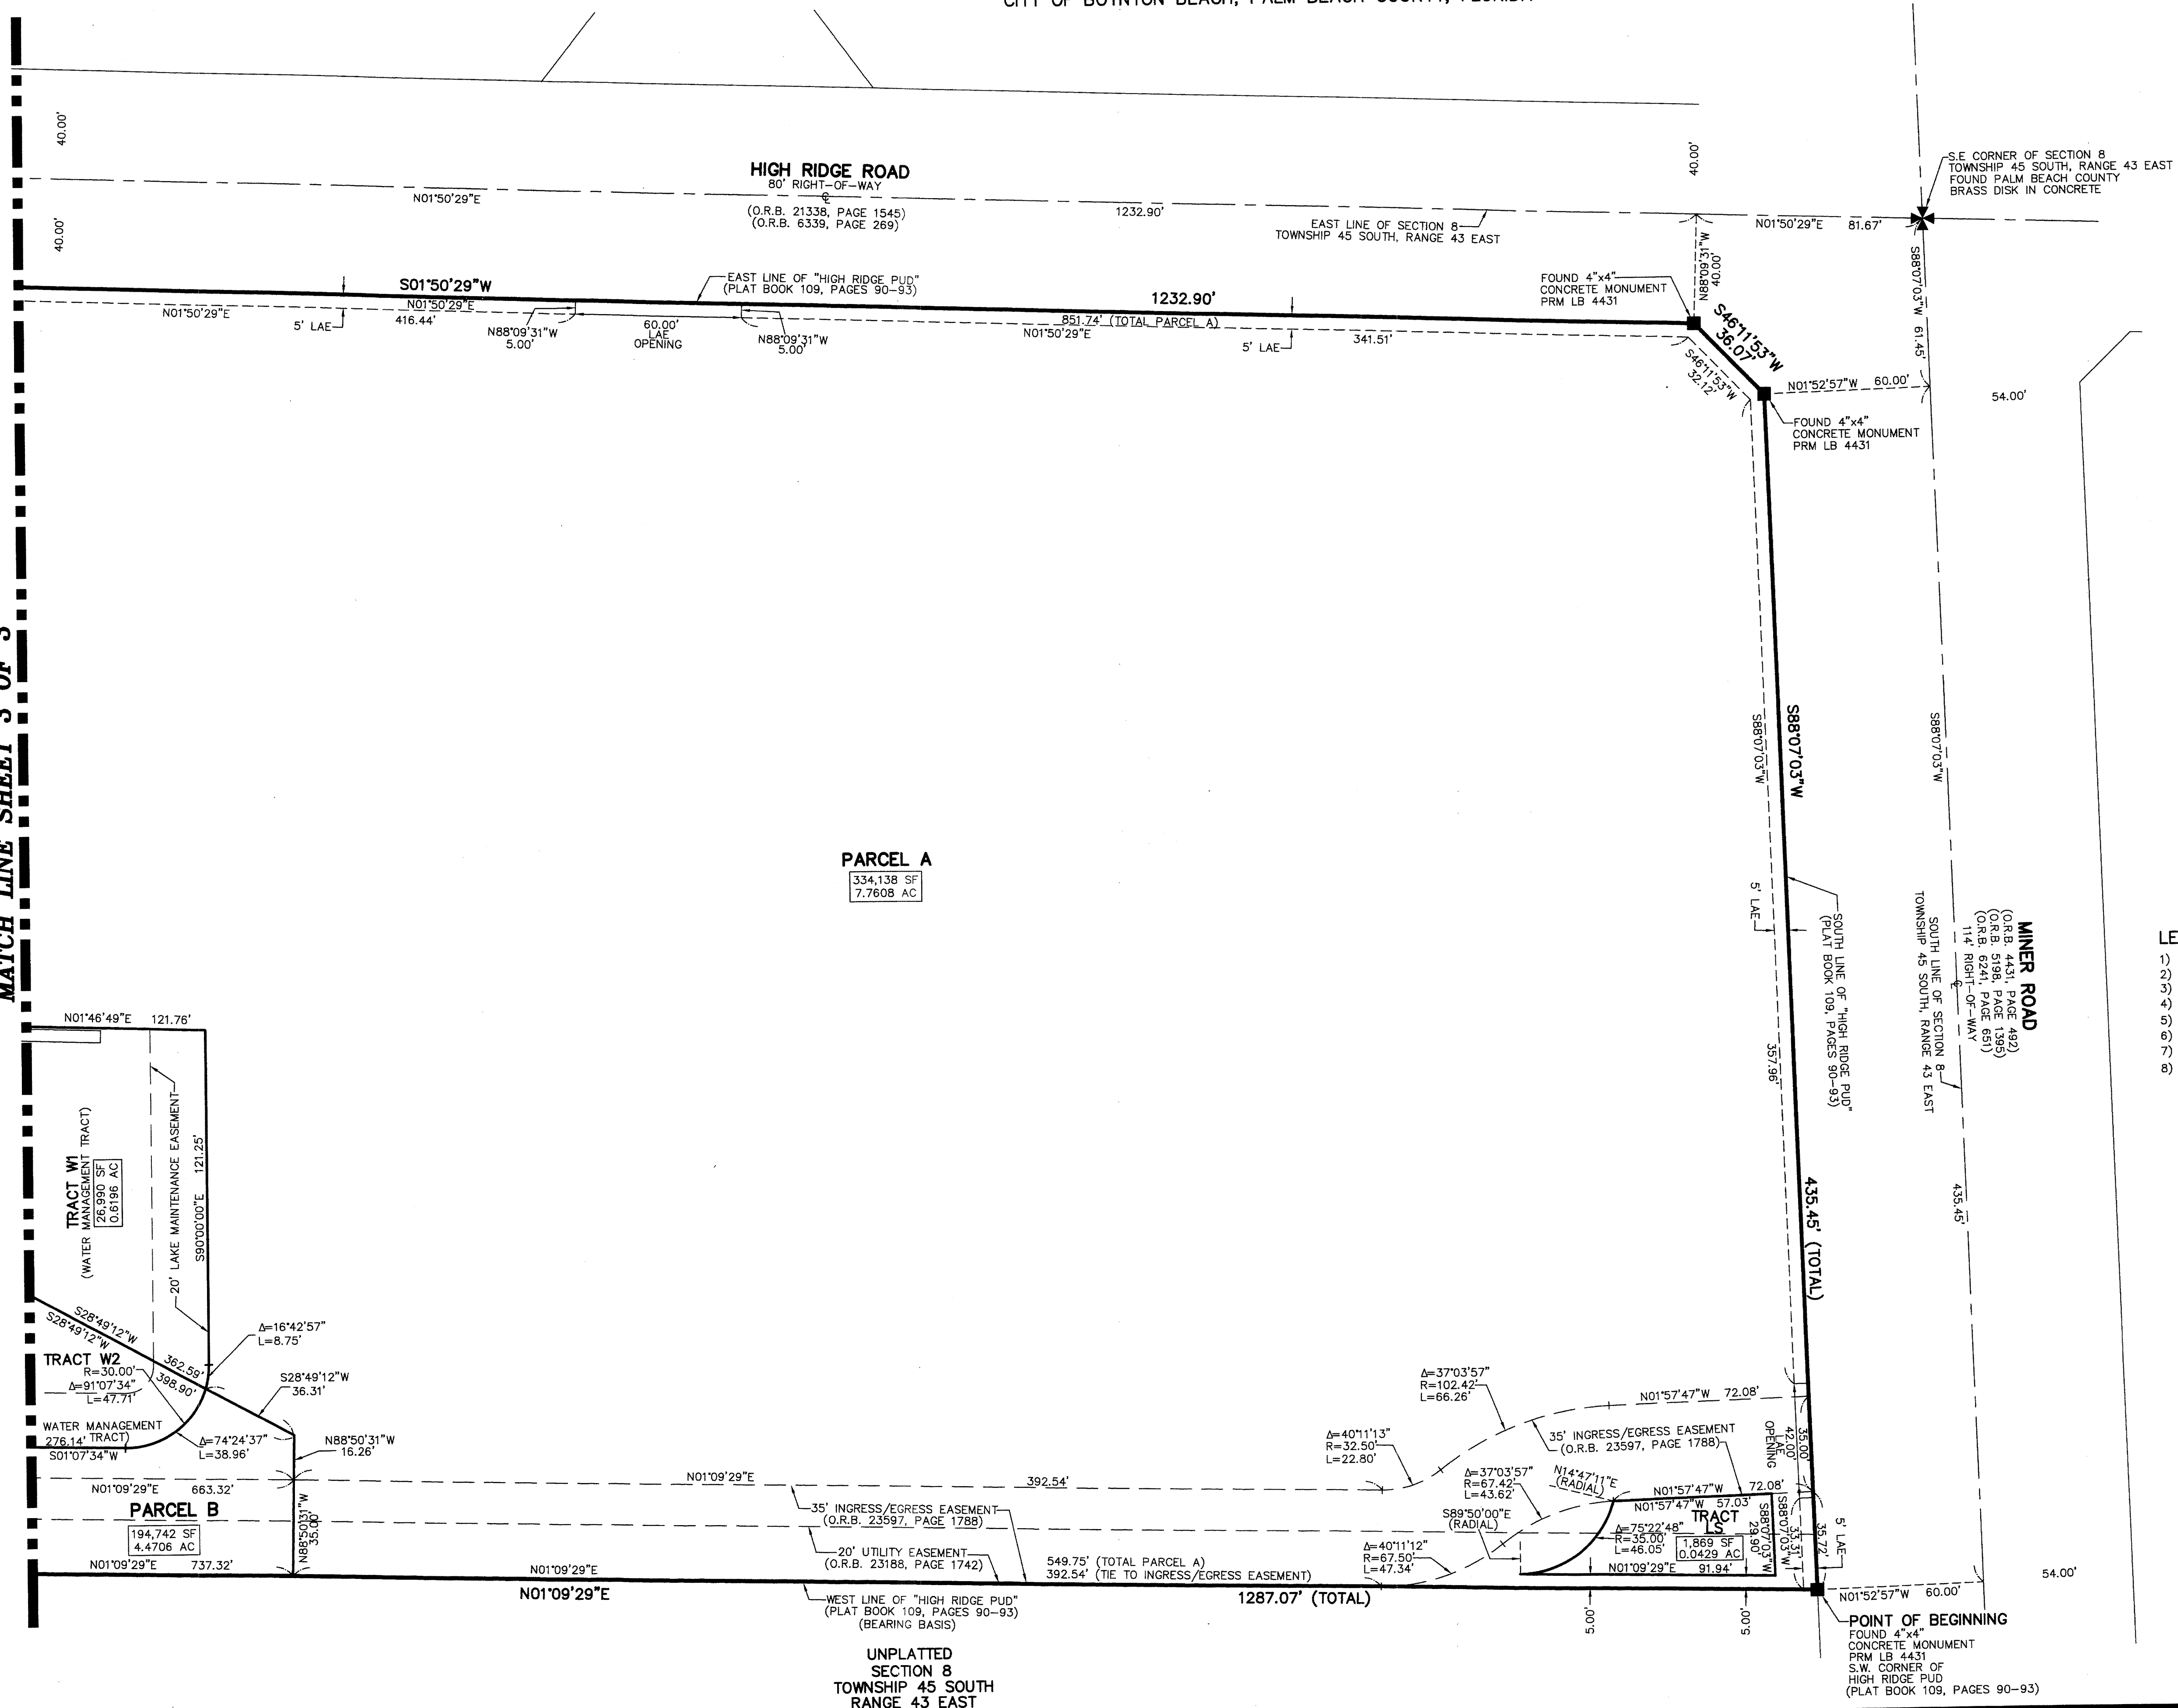 CITY OF BOYNTON BEACH, PALM BEACH COUNTY, FLORIDA
40.00'
40.00'
HIGH RIDGE ROAD
80' RIGHT-OF-WAY
N01°50'29"E
(O.R.B. 21338, PAGE 1545)
(O.R.B. 6339, PAGE 269)
1232.90'
EAST LINE OF SECTION 8
TOWNSHIP 45 SOUTH, RANGE 43 EAST
40.00'
S.E CORNER OF SECTION 8
TOWNSHIP 45 SOUTH, RANGE 43 EAST
FOUND PALM BEACH COUNTY
BRASS DISK IN CONCRETE
N01°50'29"E 81.67'
N88°09'31"W
40.00'
S88°07'03"W 61.45'
S01°50'29"W
EAST LINE OF "HIGH RIDGE PUD"
(PLAT BOOK 109, PAGES 90-93)
1232.90'
FOUND 4"x4"
CONCRETE MONUMENT
PRM LB 4431
N01°50'29"E
5' LAE
N01°50'29"E
416.44'
N88°09'31"W
5.00'
60.00'
LAE
OPENING
N88°09'31"W
5.00'
851.74' (TOTAL PARCEL A)
N01°50'29"E
5' LAE
341.51'
S46°11'53"W
36.07'
S46°11'53"W
32.12'
N01°52'57"W 60.00'
54.00'
FOUND 4"x4"
CONCRETE MONUMENT
PRM LB 4431
MATCH LINE SHEET 3 OF 3
S88°07'03"W
S88°07'03"W
S88°07'03"W
PARCEL A
334,138 SF
7.7608 AC
5' LAE
357.96'
SOUTH LINE OF "HIGH RIDGE PUD"
(PLAT BOOK 109, PAGES 90-93)
SOUTH LINE OF SECTION 8
TOWNSHIP 45 SOUTH, RANGE 43 EAST
MINER ROAD
(O.R.B. 4431, PAGE 492)
(O.R.B. 5198, PAGE 1395)
(O.R.B. 6241, PAGE 651)
114' RIGHT-OF-WAY
LE
1)
2)
3)
4)
5)
6)
7)
8)
435.45' (TOTAL)
435.45'
N01°46'49"E 121.76'
TRACT W1
(WATER MANAGEMENT TRACT)
26,990 SF
0.6196 AC
20' LAKE MAINTENANCE EASEMENT
S90°00'00"E 121.25'
S28°49'12"W
S28°49'12"W
362.59'
398.90'
TRACT W2
R=30.00'
Δ=91°07'34"
L=47.71'
Δ=16°42'57"
L=8.75'
S28°49'12"W
36.31'
WATER MANAGEMENT
TRACT)
276.14'
S01°07'34"W
Δ=74°24'37"
L=38.96'
N88°50'31"W
16.26'
N01°09'29"E 663.32'
PARCEL B
194,742 SF
4.4706 AC
N88°50'31"W
35.00'
N01°09'29"E 737.32'
N01°09'29"E
392.54'
35' INGRESS/EGRESS EASEMENT
(O.R.B. 23597, PAGE 1788)
20' UTILITY EASEMENT
(O.R.B. 23188, PAGE 1742)
549.75' (TOTAL PARCEL A)
392.54' (TIE TO INGRESS/EGRESS EASEMENT)
N01°09'29"E
N01°09'29"E
WEST LINE OF "HIGH RIDGE PUD"
(PLAT BOOK 109, PAGES 90-93)
(BEARING BASIS)
1287.07' (TOTAL)
Δ=37°03'57"
R=102.42'
L=66.26'
N01°57'47"W 72.08'
Δ=40°11'13"
R=32.50'
L=22.80'
35' INGRESS/EGRESS EASEMENT
(O.R.B. 23597, PAGE 1788)
Δ=37°03'57"
R=67.42'
L=43.62'
N14°47'11"E
(RADIAL)
S89°50'00"E
(RADIAL)
Δ=40°11'12"
R=67.50'
L=47.34'
N01°57'47"W 72.08'
N01°57'47"W 57.03'
TRACT
LS
1,869 SF
0.0429 AC
Δ=75°22'48"
R=35.00'
L=46.05'
S88°07'03"W
29.90'
S88°07'03"W
33.31'
N01°09'29"E 91.94'
35.00'
42.00'
LAE
OPENING
35.72'
5' LAE
5.00'
5.00'
N01°52'57"W 60.00'
54.00'
POINT OF BEGINNING
FOUND 4"x4"
CONCRETE MONUMENT
PRM LB 4431
S.W. CORNER OF
HIGH RIDGE PUD
(PLAT BOOK 109, PAGES 90-93)
UNPLATTED
SECTION 8
TOWNSHIP 45 SOUTH
RANGE 43 EAST